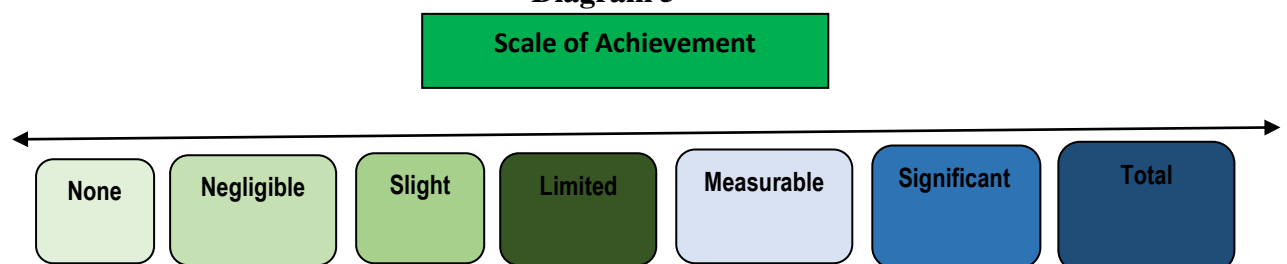 Scale of Achievement
None Negligible Slight Limited Measurable Significant Total